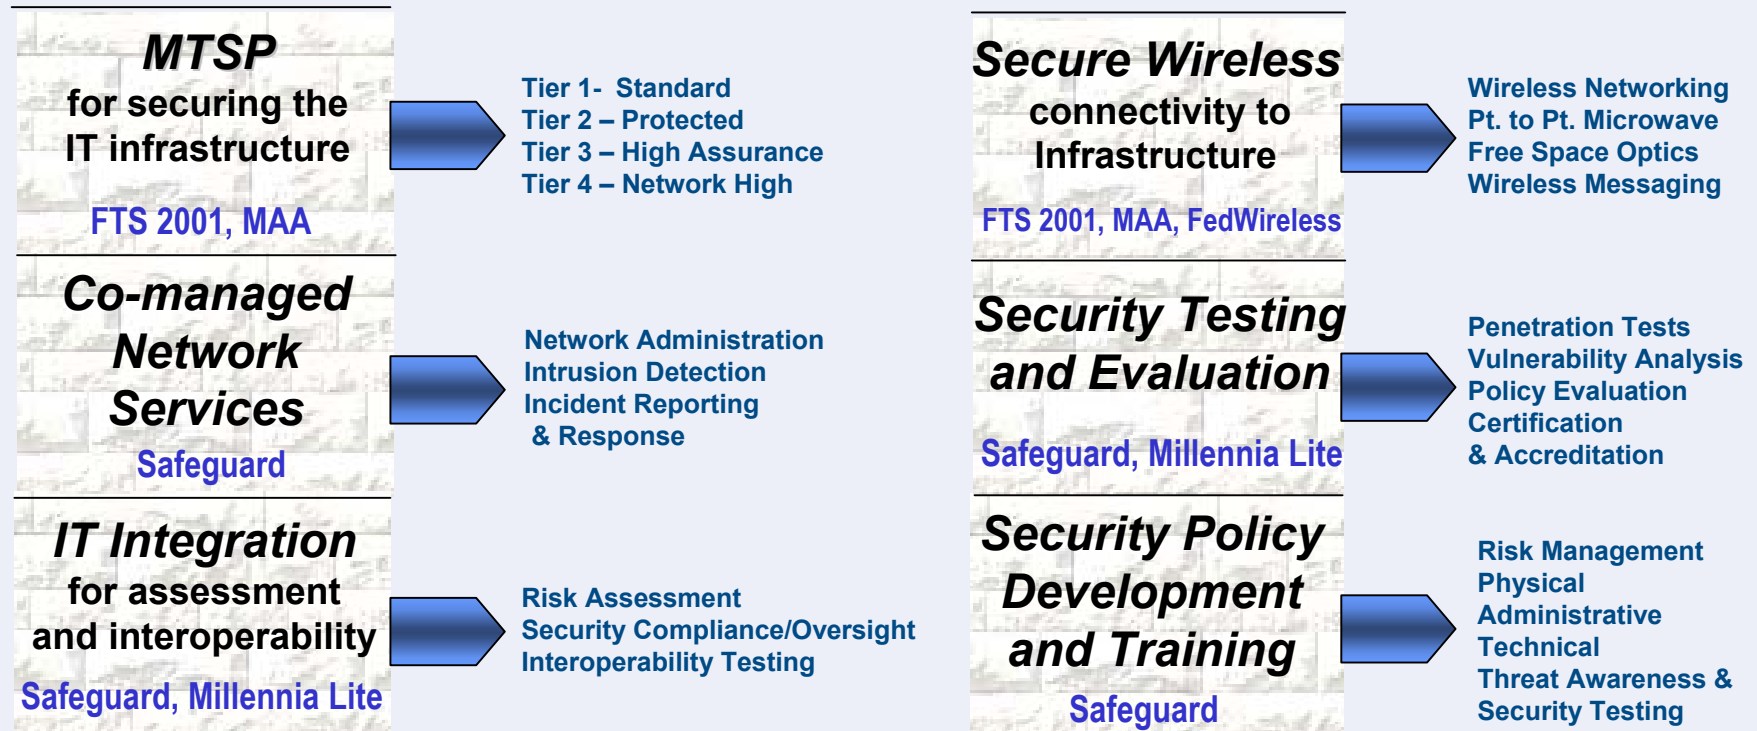 MTSP
for securing the
IT infrastructure
FTS 2001, MAA
Tier 1- Standard
Tier 2 – Protected
Tier 3 – High Assurance
Tier 4 – Network High
Co-managed
Network
Services
Safeguard
Network Administration
Intrusion Detection
Incident Reporting
& Response
IT Integration
for assessment
and interoperability
Safeguard, Millennia Lite
Risk Assessment
Security Compliance/Oversight
Interoperability Testing
Secure Wireless
connectivity to
Infrastructure
FTS 2001, MAA, FedWireless
Wireless Networking
Pt. to Pt. Microwave
Free Space Optics
Wireless Messaging
Security Testing
and Evaluation
Safeguard, Millennia Lite
Penetration Tests
Vulnerability Analysis
Policy Evaluation
Certification
& Accreditation
Security Policy
Development
and Training
Safeguard
Risk Management
Physical
Administrative
Technical
Threat Awareness &
Security Testing